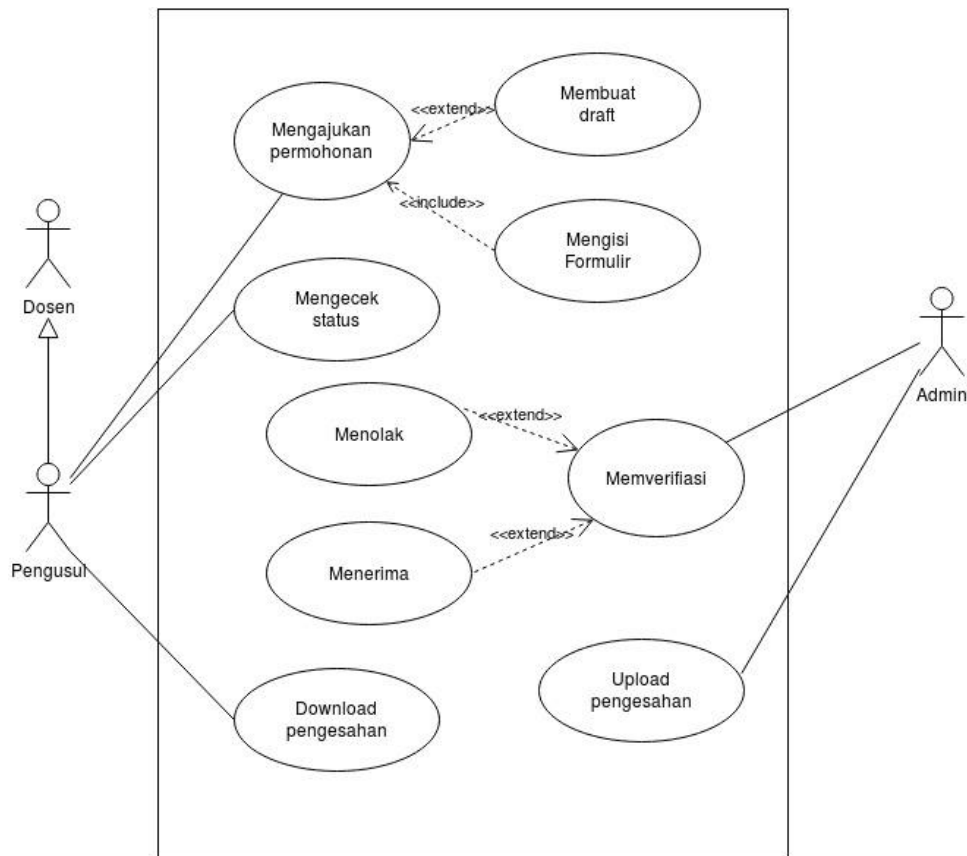 Membuat
draft
<<extend>>
Mengajukan
permohonan
<<include>>
Mengisi
Formulir
Dosen
Mengecek
status
Admin
<<extend>>
Menolak
Memverifiasi
<<extend>>
Menerima
Pengusul
Upload
pengesahan
Download
pengesahan